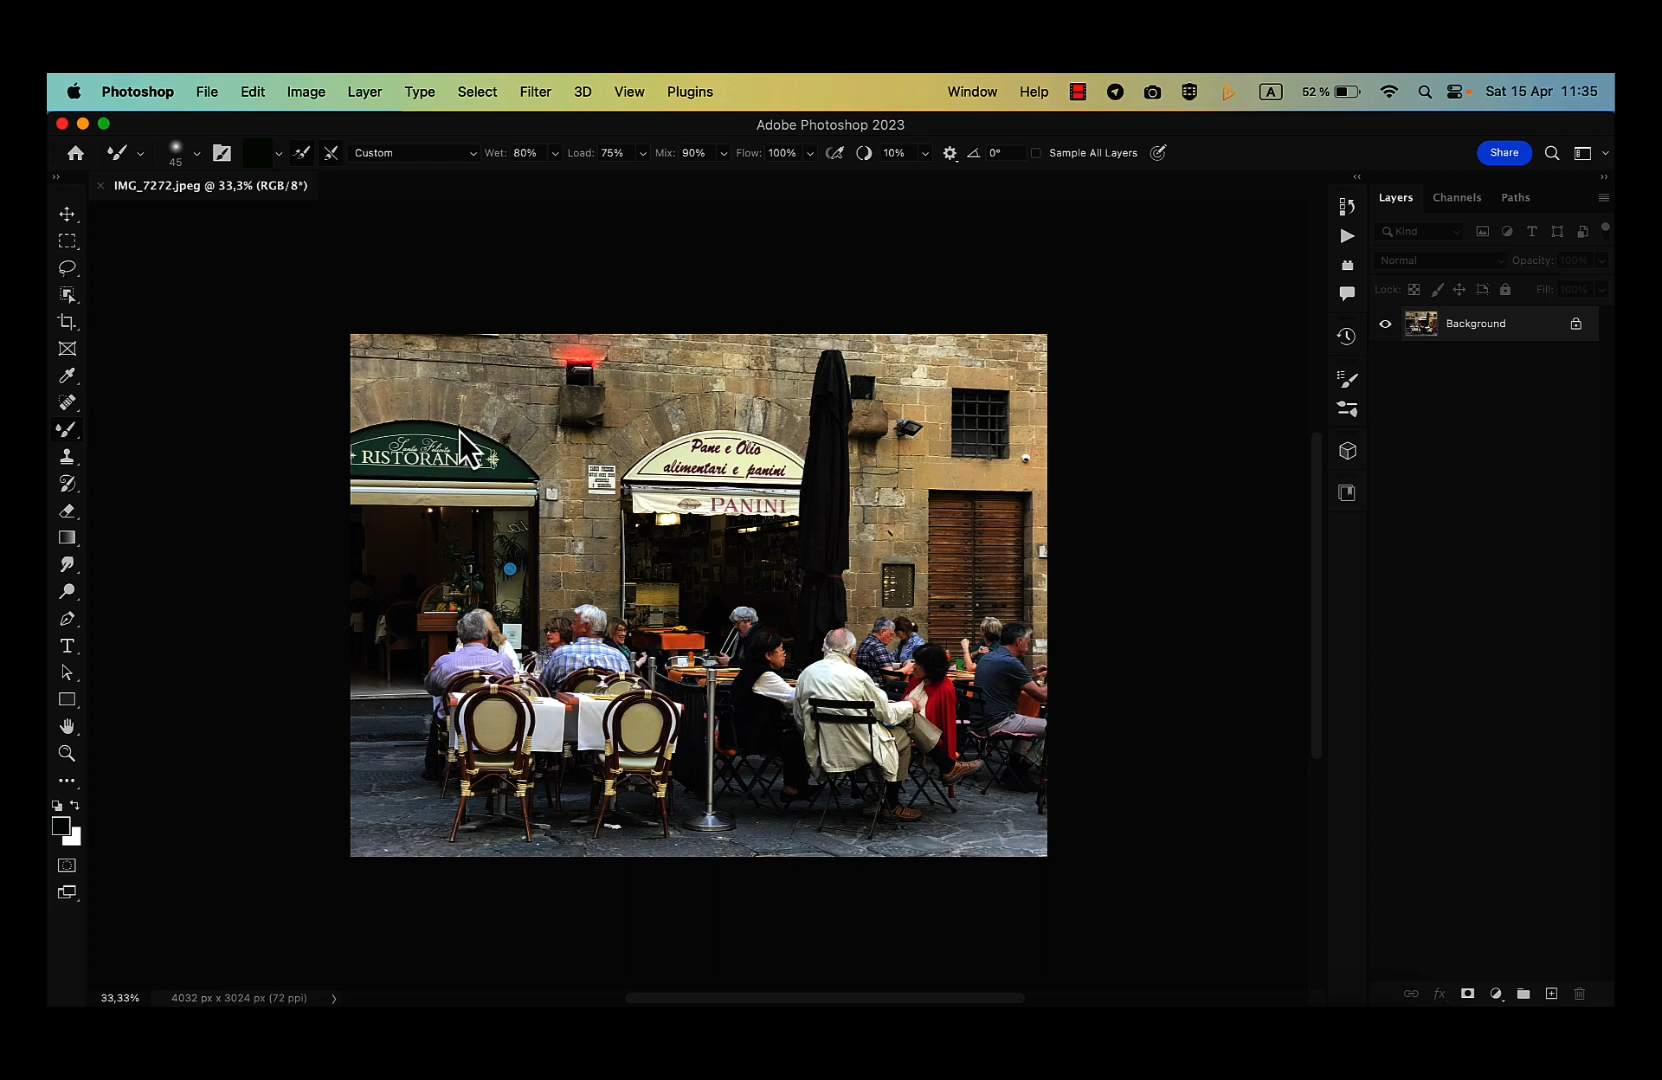 Photoshop File Edit Image Layer Type Select Filter 3D View Plugins Window Help A 52 % Sat 15 Apr 11:35
Adobe Photoshop 2023
45 Custom Wet: 80% Load: 75% Mix: 90% Flow: 100% 10% 0° Sample All Layers Share
IMG_7272.jpeg @ 33,3% (RGB/8*)
Layers Channels Paths
Kind
Normal Opacity: 100%
Lock: Fill: 100%
Background
RISTORANTE
Pane e Olio
alimentari e panini
PANINI
33,33% 4032 px x 3024 px (72 ppi)